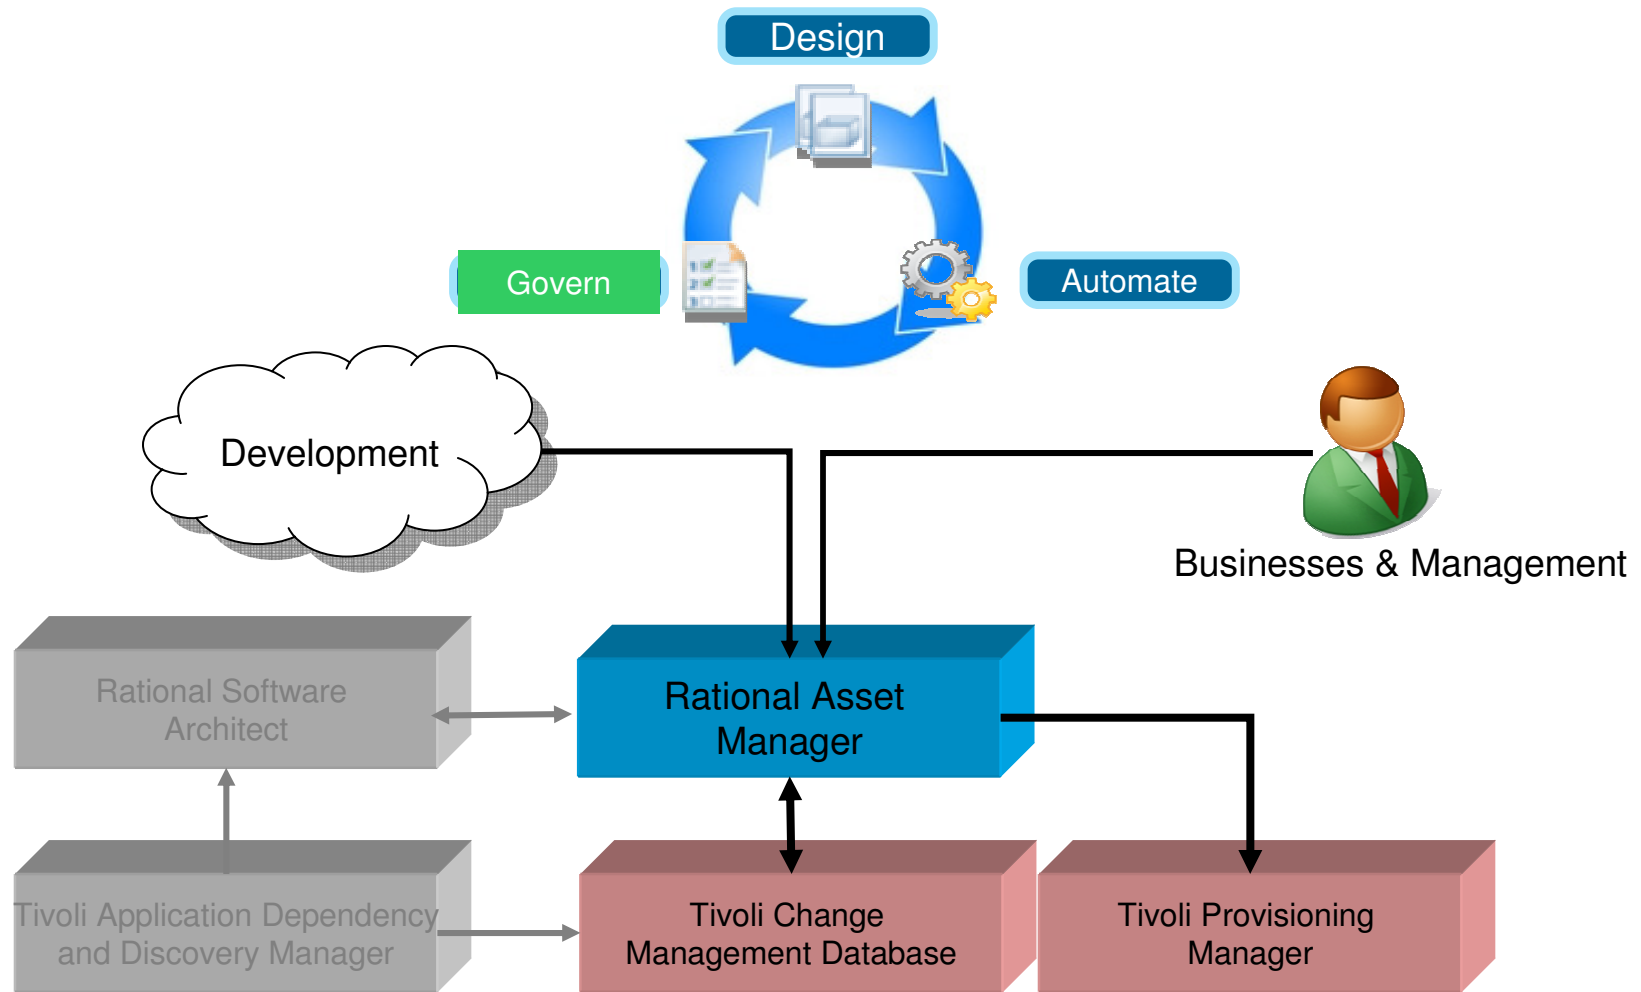 Design
Govern
Automate
Development
Businesses & Management
Rational Software
Architect
Rational Asset
Manager
Tivoli Application Dependency
and Discovery Manager
Tivoli Change
Management Database
Tivoli Provisioning
Manager